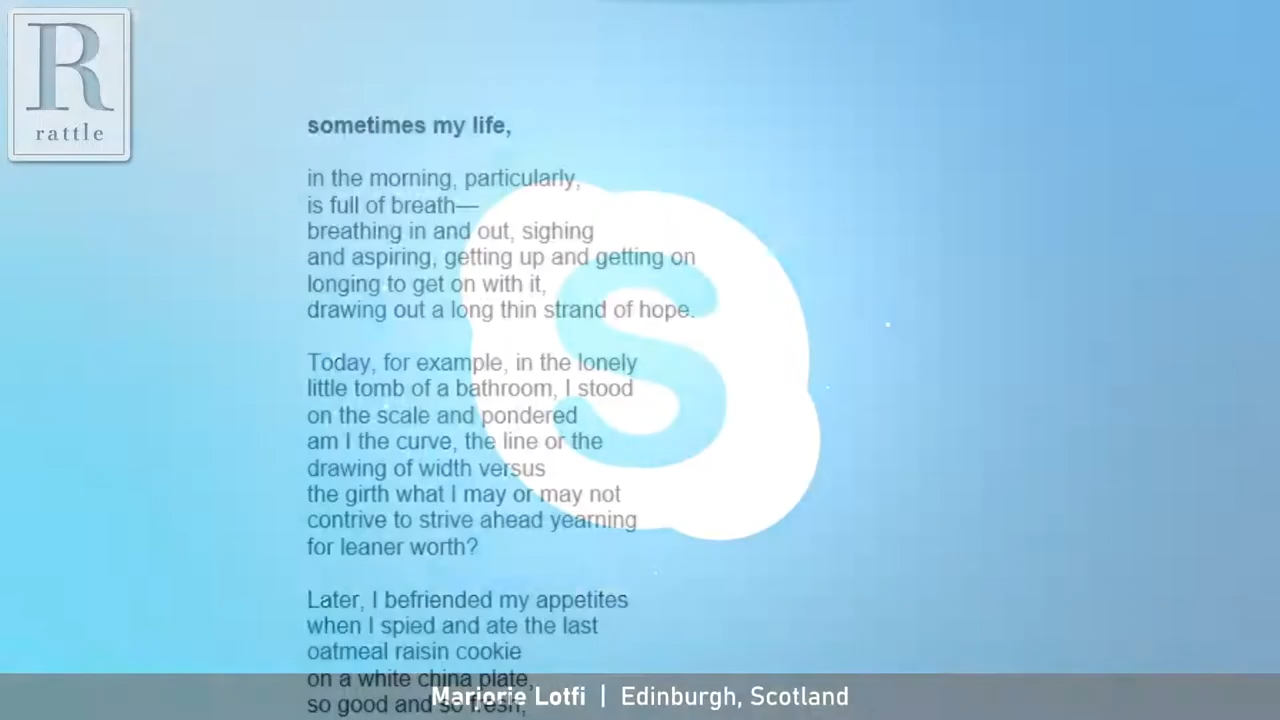 R
rattle
sometimes my life,
in the morning, particularly,
is full of breath—
breathing in and out, sighing
and aspiring, getting up and getting on
longing to get on with it,
drawing out a long thin strand of hope.
Today, for example, in the lonely
little tomb of a bathroom, I stood
on the scale and pondered
am I the curve, the line or the
drawing of width versus
the girth what I may or may not
contrive to strive ahead yearning
for leaner worth?
Later, I befriended my appetites
when I spied and ate the last
oatmeal raisin cookie
on a white china plate,
so good and so fresh,
Marjorie Lotfi | Edinburgh, Scotland
S